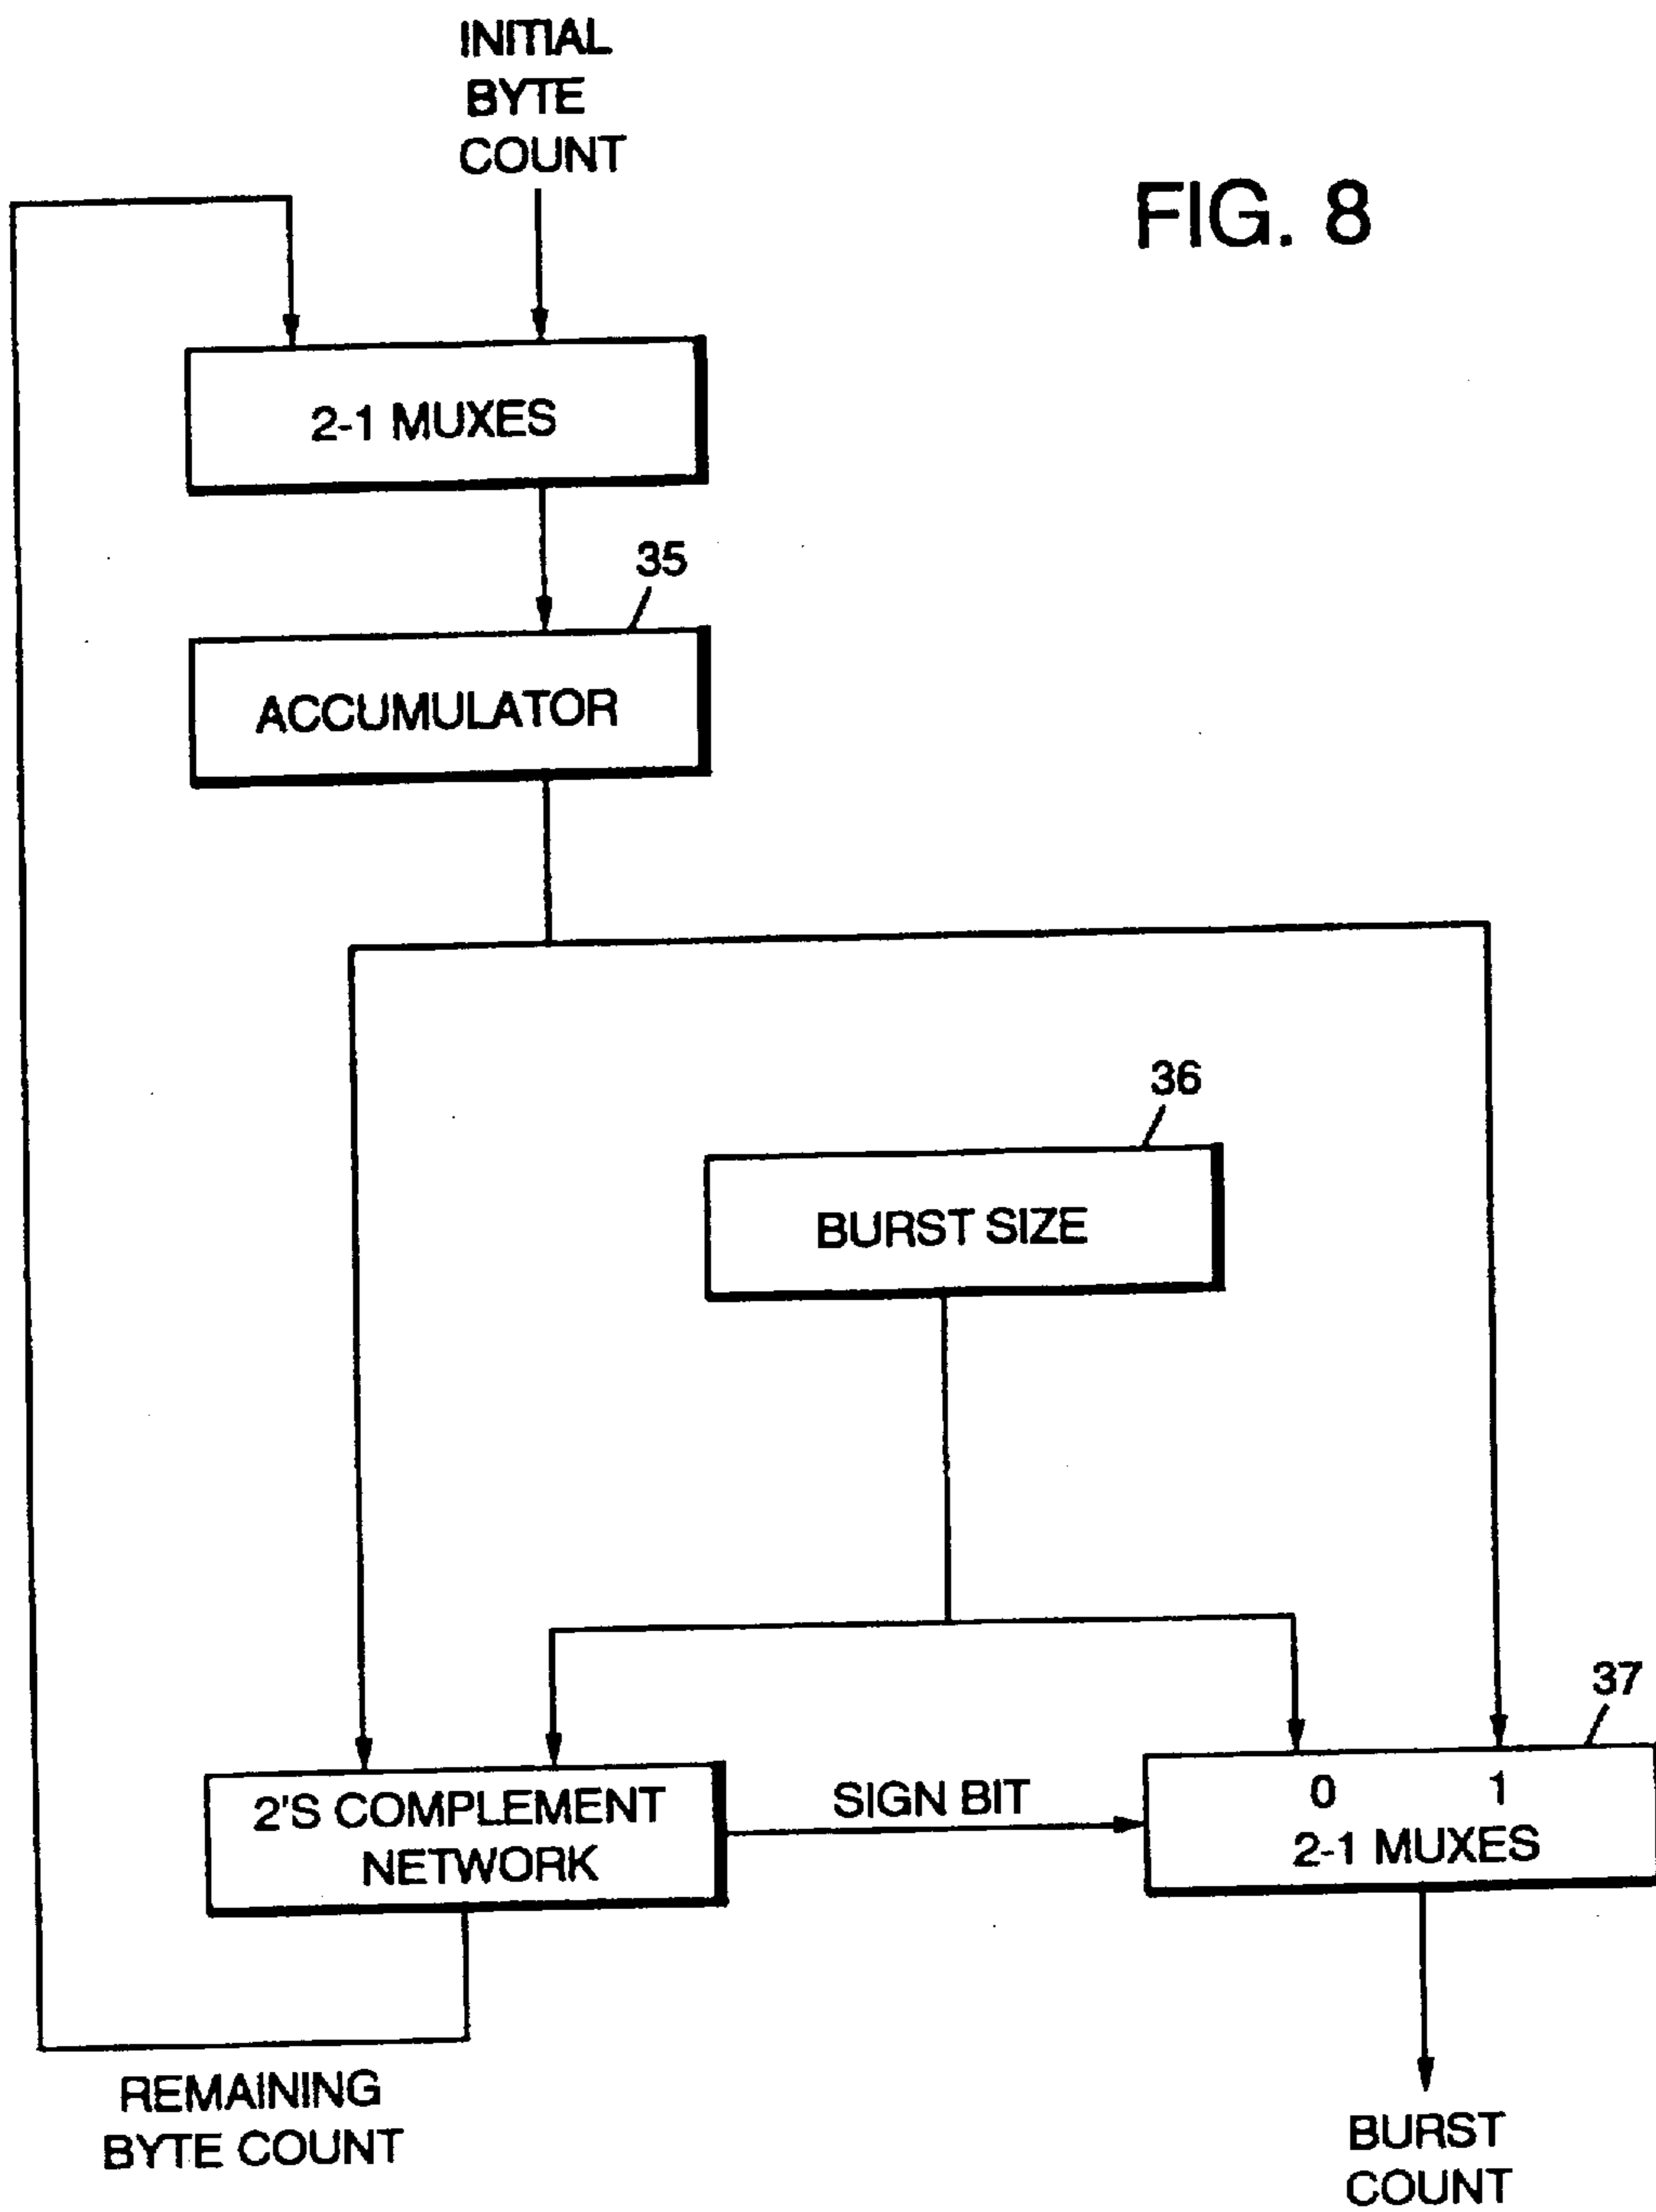 INITIAL
BYTE
COUNT
FIG. 8
2-1 MUXES
35
ACCUMULATOR
36
BURST SIZE
37
2'S COMPLEMENT
NETWORK
SIGN BIT
0 1
2-1 MUXES
REMAINING
BYTE COUNT
BURST
COUNT